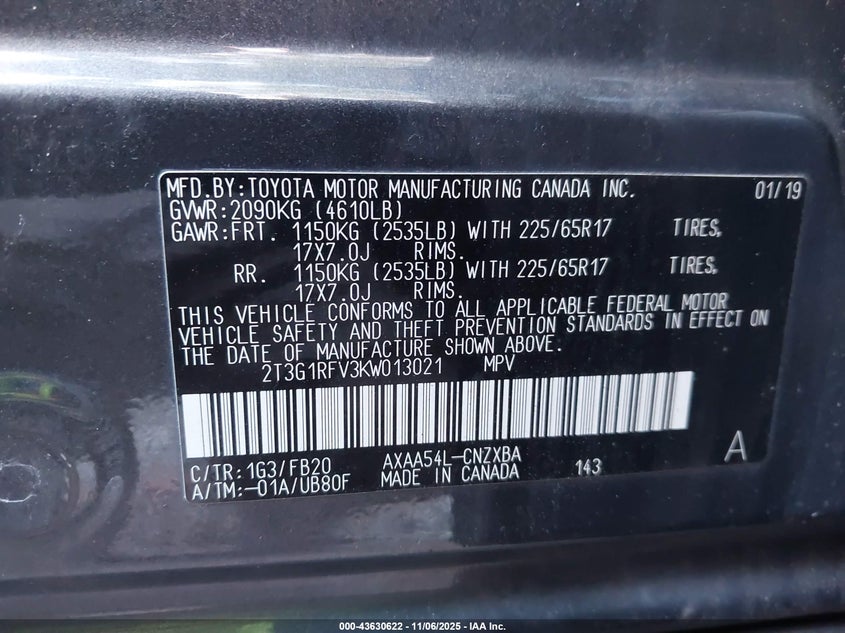 MFD.BY:TOYOTA MOTOR MANUFACTURING CANADA INC. 01/19
GVWR:2090KG (4610LB)
GAWR:FRT. 1150KG (2535LB) WITH 225/65R17 TIRES,
17X7.0J RIMS.
RR. 1150KG (2535LB) WITH 225/65R17 TIRES,
17X7.0J RIMS.
THIS VEHICLE CONFORMS TO ALL APPLICABLE FEDERAL MOTOR
VEHICLE SAFETY AND THEFT PREVENTION STANDARDS IN EFFECT ON
THE DATE OF MANUFACTURE SHOWN ABOVE.
2T3G1RFV3KW013021 MPV
C/TR:1G3/FB20 AXAA54L-CNZXBA A
A/TM:-01A/UB80F MADE IN CANADA 143
000-43630622 - 11/06/2025 - IAA Inc.